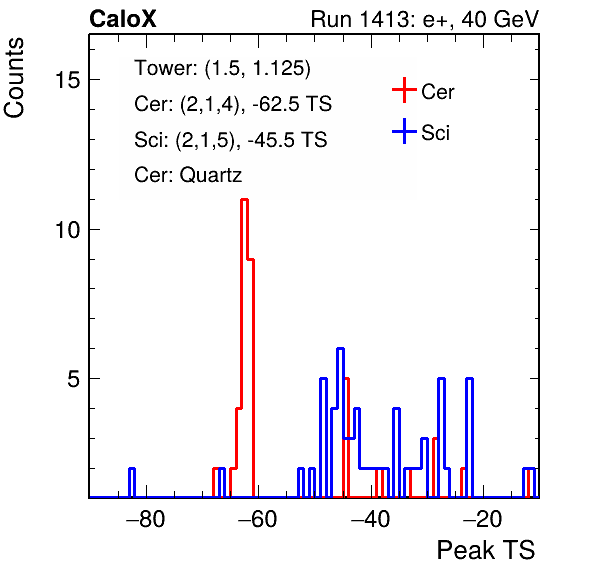 CaloX Run 1413: e+, 40 GeV
Counts
Tower: (1.5, 1.125)
Cer: (2,1,4), -62.5 TS
Sci: (2,1,5), -45.5 TS
Cer: Quartz
Cer
Sci
15
10
5
−80 −60 −40 −20
Peak TS